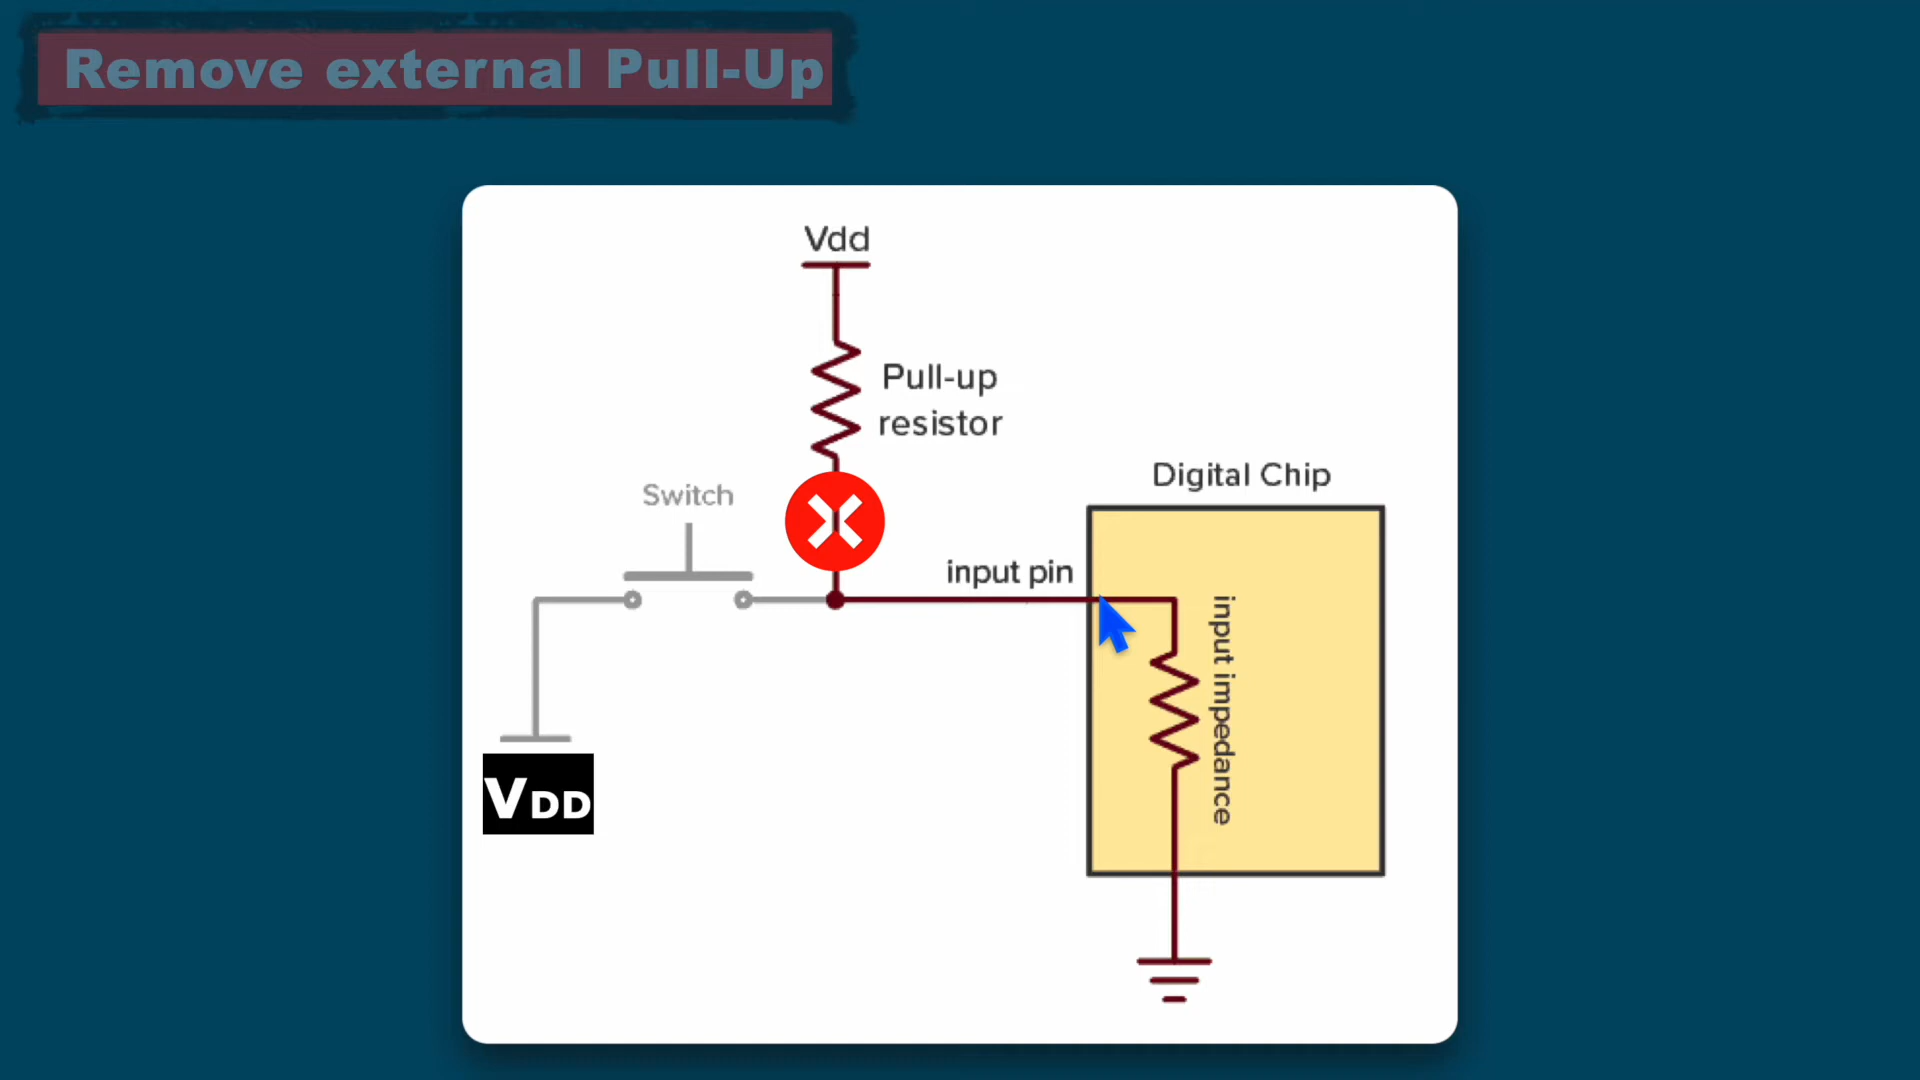 Remove external Pull-Up
Vdd
Pull-up
resistor
Digital Chip
Switch
input pin
input impedance
VDD